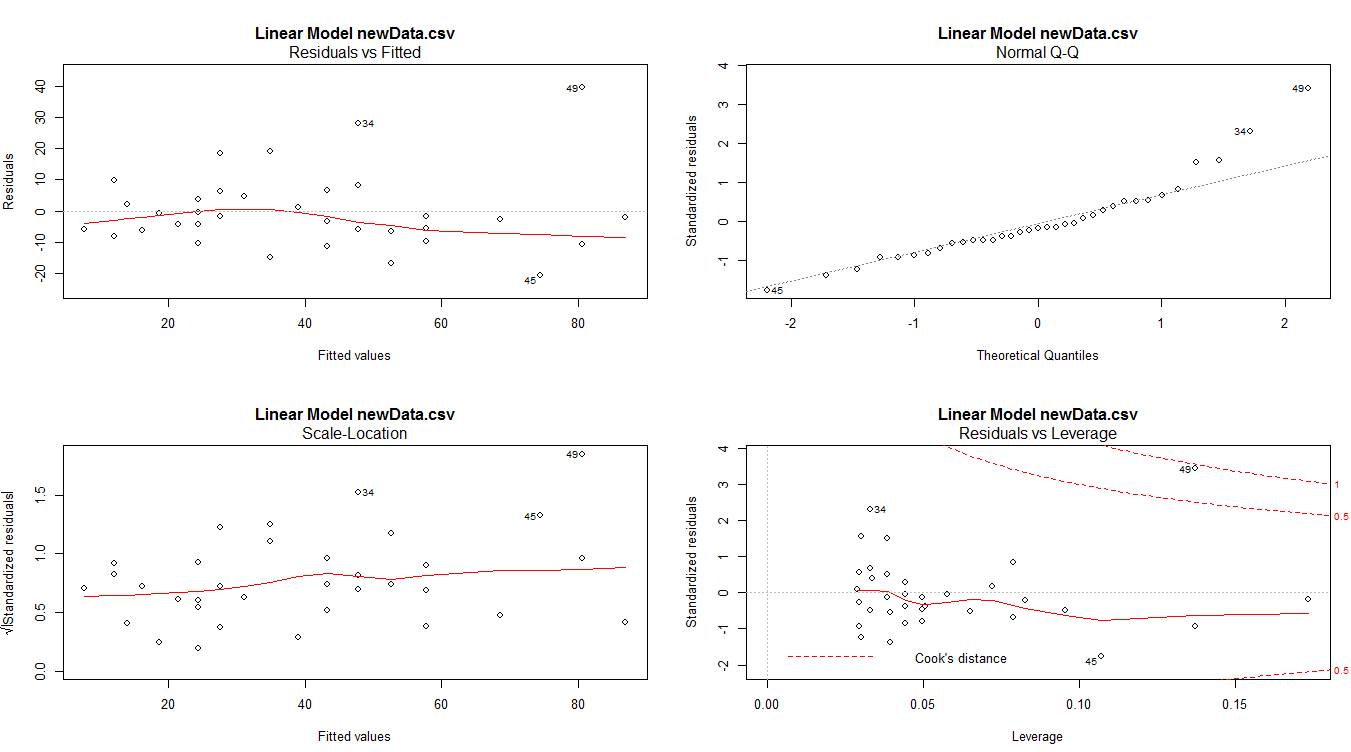 Linear Model newData.csv
Residuals vs Fitted
Residuals
40
30
20
10
0
-10
-20
49
34
45
20 40 60 80
Fitted values
Linear Model newData.csv
Normal Q-Q
Standardized residuals
4
3
2
1
0
-1
49
34
45
-2 -1 0 1 2
Theoretical Quantiles
Linear Model newData.csv
Scale-Location
√|Standardized residuals|
1.5
1.0
0.5
0.0
49
34
45
20 40 60 80
Fitted values
Linear Model newData.csv
Residuals vs Leverage
Standardized residuals
4
3
2
1
0
-1
-2
49
34
45
1
0.5
0.5
Cook's distance
0.00 0.05 0.10 0.15
Leverage